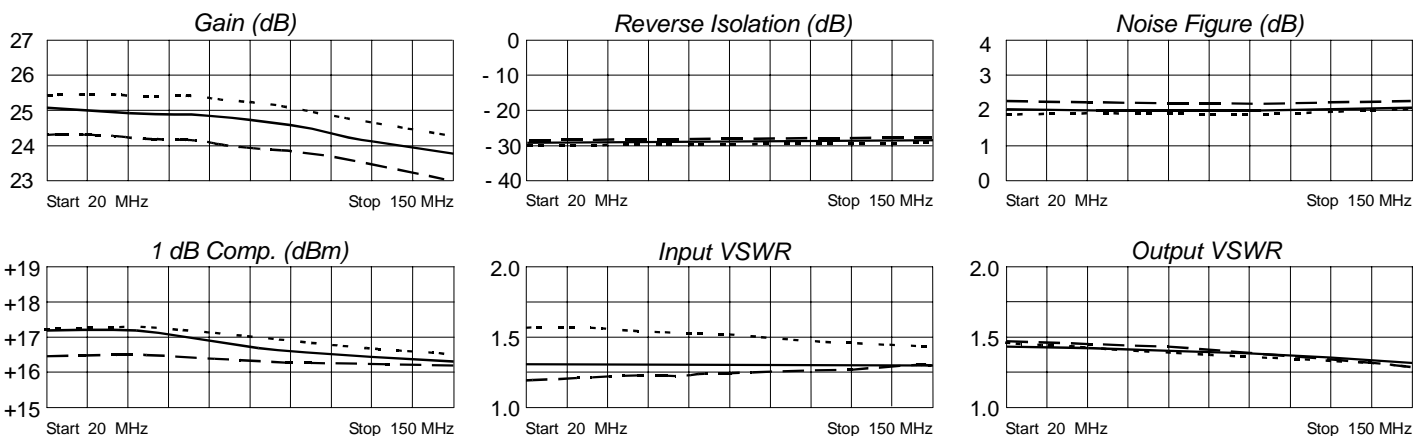 Gain (dB)
27
26
25
24
23
Start 20 MHz
Stop 150 MHz
Reverse Isolation (dB)
0
- 10
- 20
- 30
- 40
Start 20 MHz
Stop 150 MHz
Noise Figure (dB)
4
3
2
1
0
Start 20 MHz
Stop 150 MHz
1 dB Comp. (dBm)
+19
+18
+17
+16
+15
Start 20 MHz
Stop 150 MHz
Input VSWR
2.0
1.5
1.0
Start 20 MHz
Stop 150 MHz
Output VSWR
2.0
1.5
1.0
Start 20 MHz
Stop 150 MHz